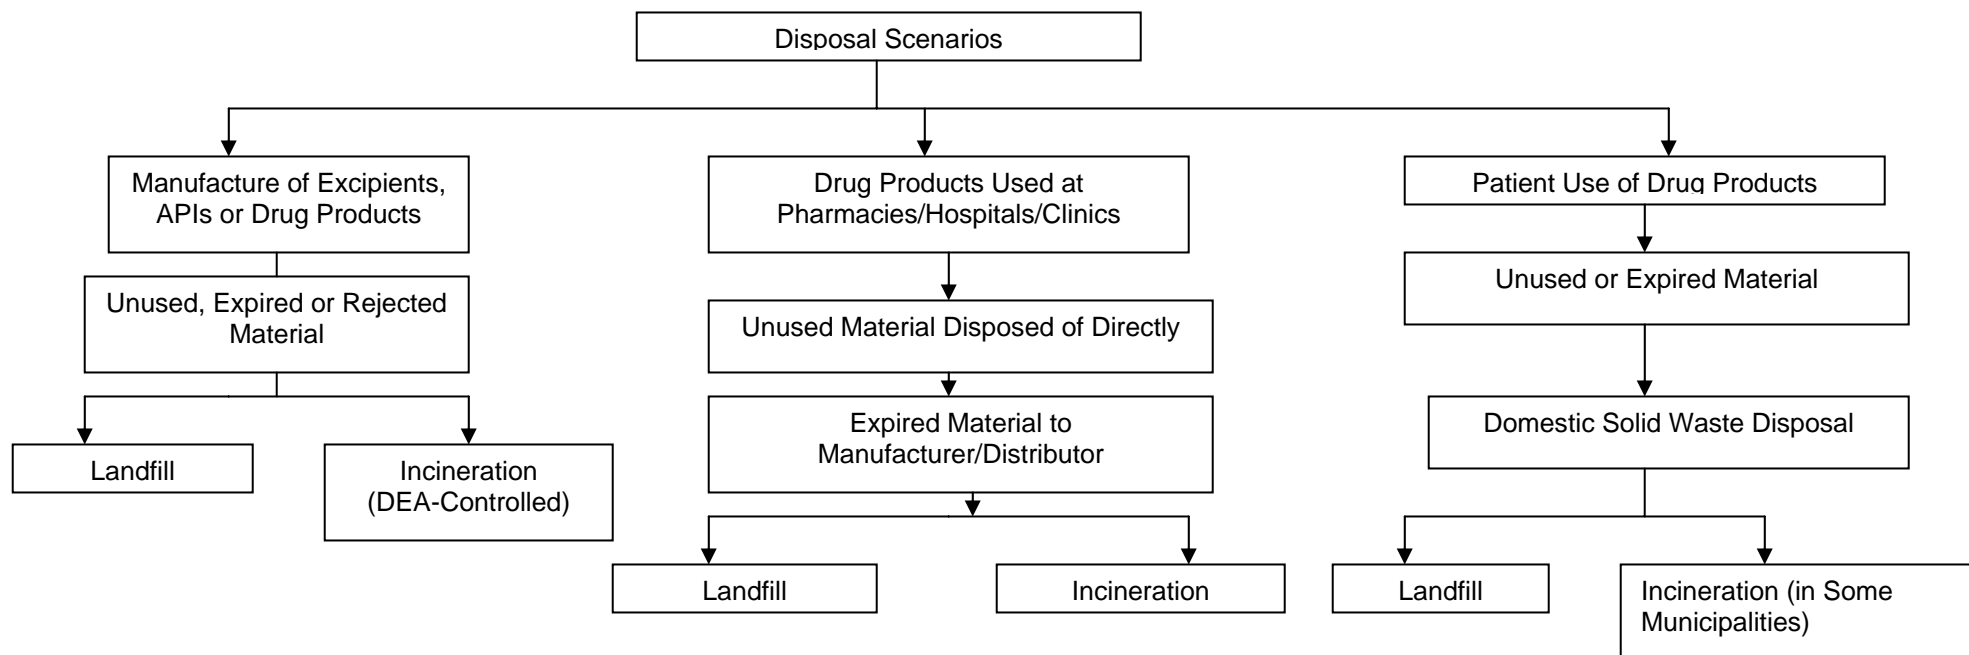 Disposal Scenarios
Manufacture of Excipients,
APIs or Drug Products
Drug Products Used at
Pharmacies/Hospitals/Clinics
Patient Use of Drug Products
Unused, Expired or Rejected
Material
Unused Material Disposed of Directly
Unused or Expired Material
Expired Material to
Manufacturer/Distributor
Domestic Solid Waste Disposal
Landfill
Incineration
(DEA-Controlled)
Landfill
Incineration
Landfill
Incineration (in Some
Municipalities)